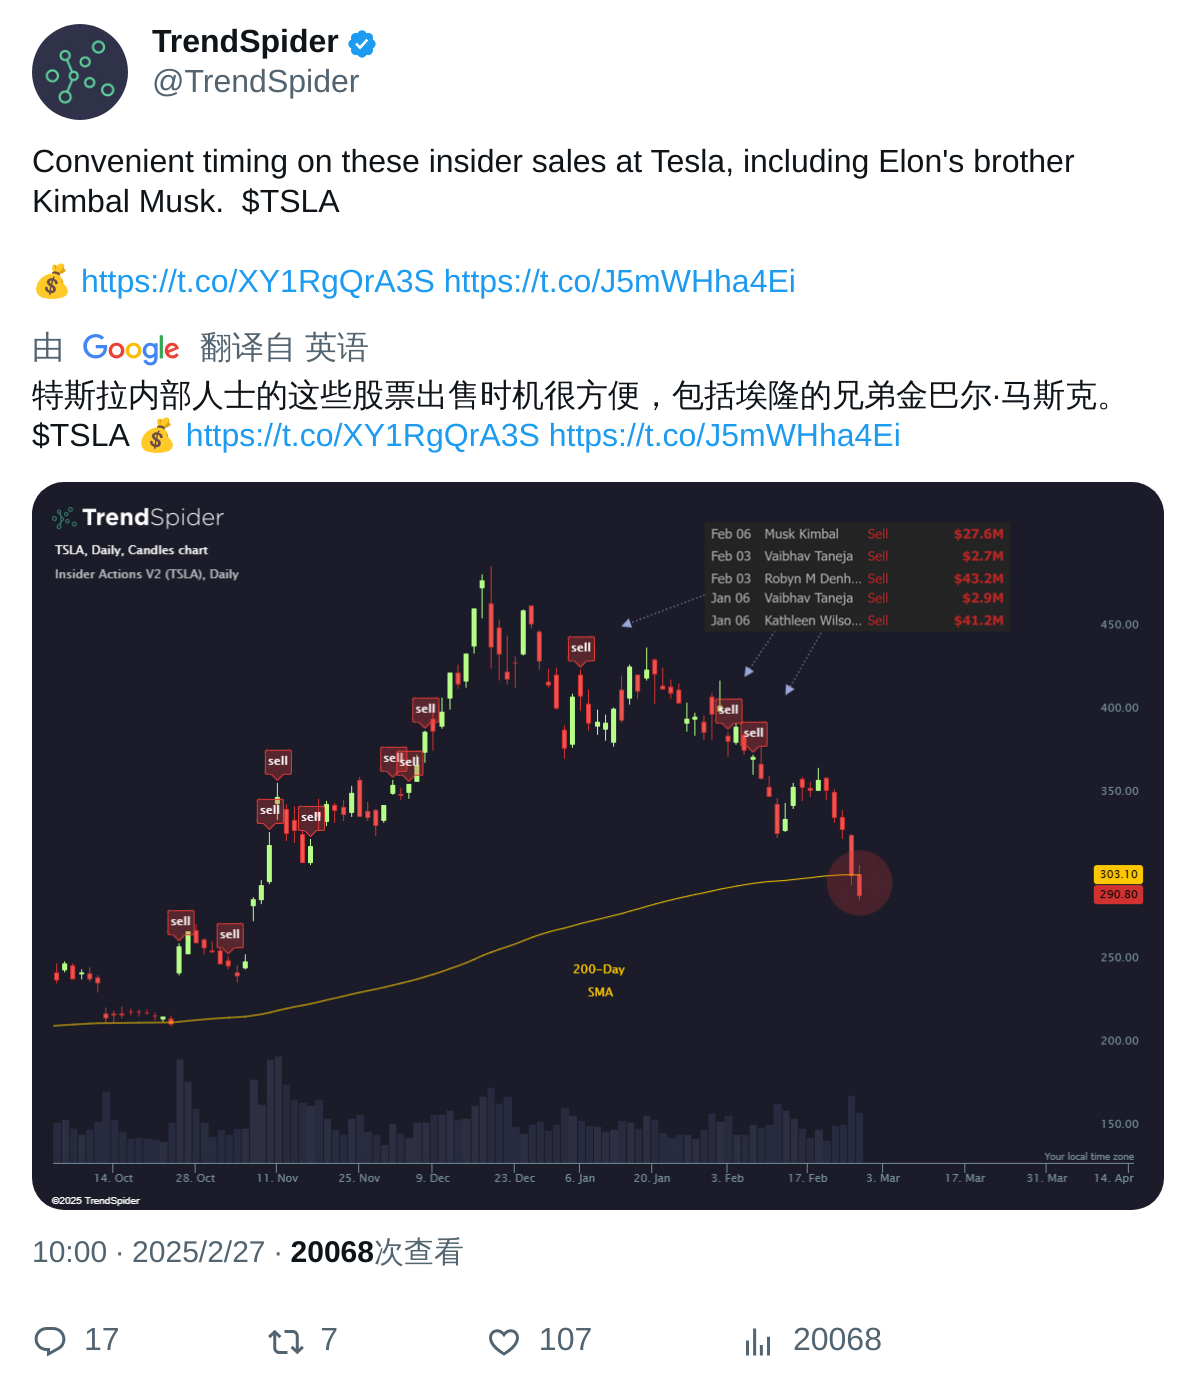 TrendSpider
@TrendSpider
Convenient timing on these insider sales at Tesla, including Elon's brother
Kimbal Musk.  $TSLA
💰 https://t.co/XY1RgQrA3S https://t.co/J5mWHha4Ei
由 Google 翻译自 英语
特斯拉内部人士的这些股票出售时机很方便，包括埃隆的兄弟金巴尔·马斯克。
$TSLA 💰 https://t.co/XY1RgQrA3S https://t.co/J5mWHha4Ei
TrendSpider
TSLA, Daily, Candles chart
Insider Actions V2 (TSLA), Daily
Feb 06 Musk Kimbal Sell $27.6M
Feb 03 Vaibhav Taneja Sell $2.7M
Feb 03 Robyn M Denh... Sell $43.2M
Jan 06 Vaibhav Taneja Sell $2.9M
Jan 06 Kathleen Wilso... Sell $41.2M
450.00
sell
400.00
sell
sell
sell
sell
sell
sell
350.00
sell
sell
303.10
290.80
sell
sell
250.00
200-Day
SMA
200.00
150.00
Your local time zone
14. Oct 28. Oct 11. Nov 25. Nov 9. Dec 23. Dec 6. Jan 20. Jan 3. Feb 17. Feb 3. Mar 17. Mar 31. Mar 14. Apr
©2025 TrendSpider
10:00 · 2025/2/27 · 20068次查看
17 7 107 20068